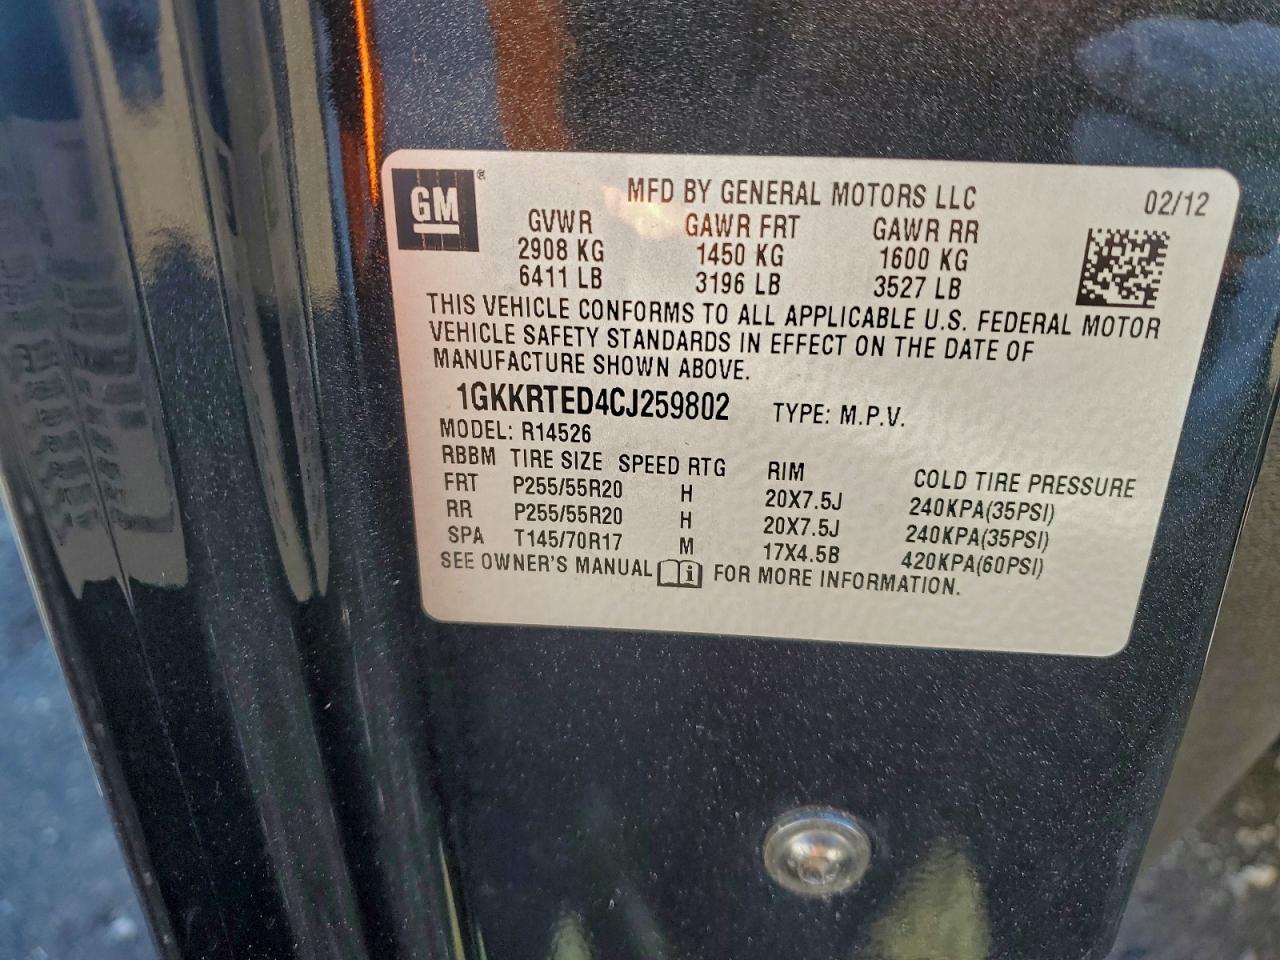 GM®
MFD BY GENERAL MOTORS LLC 02/12
GVWR GAWR FRT GAWR RR
2908 KG 1450 KG 1600 KG
6411 LB 3196 LB 3527 LB
THIS VEHICLE CONFORMS TO ALL APPLICABLE U.S. FEDERAL MOTOR
VEHICLE SAFETY STANDARDS IN EFFECT ON THE DATE OF
MANUFACTURE SHOWN ABOVE.
1GKKRTED4CJ259802 TYPE: M.P.V.
MODEL: R14526
RBBM TIRE SIZE SPEED RTG RIM COLD TIRE PRESSURE
FRT P255/55R20 H 20X7.5J 240KPA(35PSI)
RR P255/55R20 H 20X7.5J 240KPA(35PSI)
SPA T145/70R17 M 17X4.5B 420KPA(60PSI)
SEE OWNER'S MANUAL i FOR MORE INFORMATION.